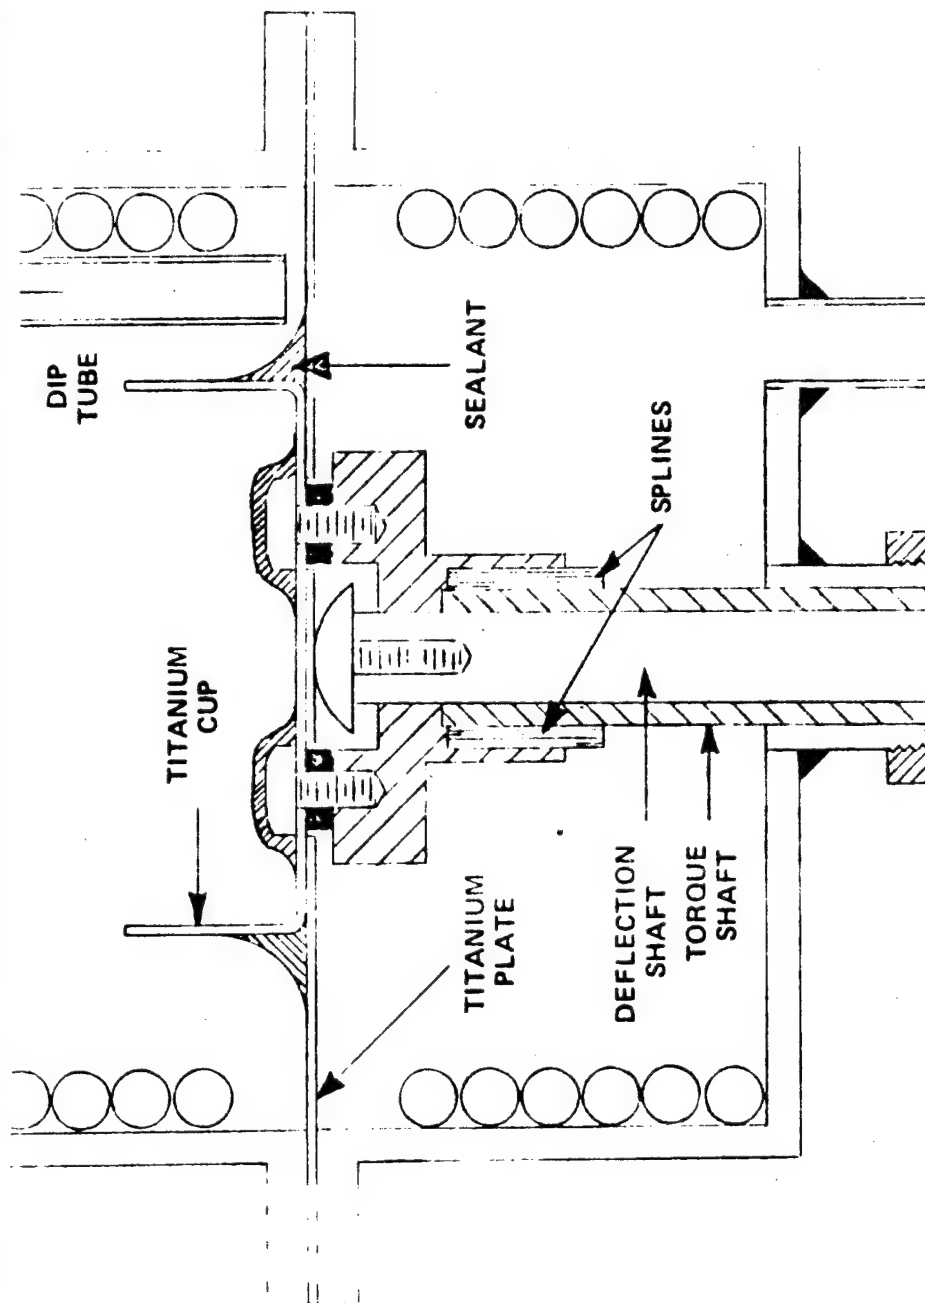 DIP
TUBE
SEALANT
SPLINES
TITANIUM
CUP
TITANIUM
PLATE
DEFLECTION
SHAFT
TORQUE
SHAFT